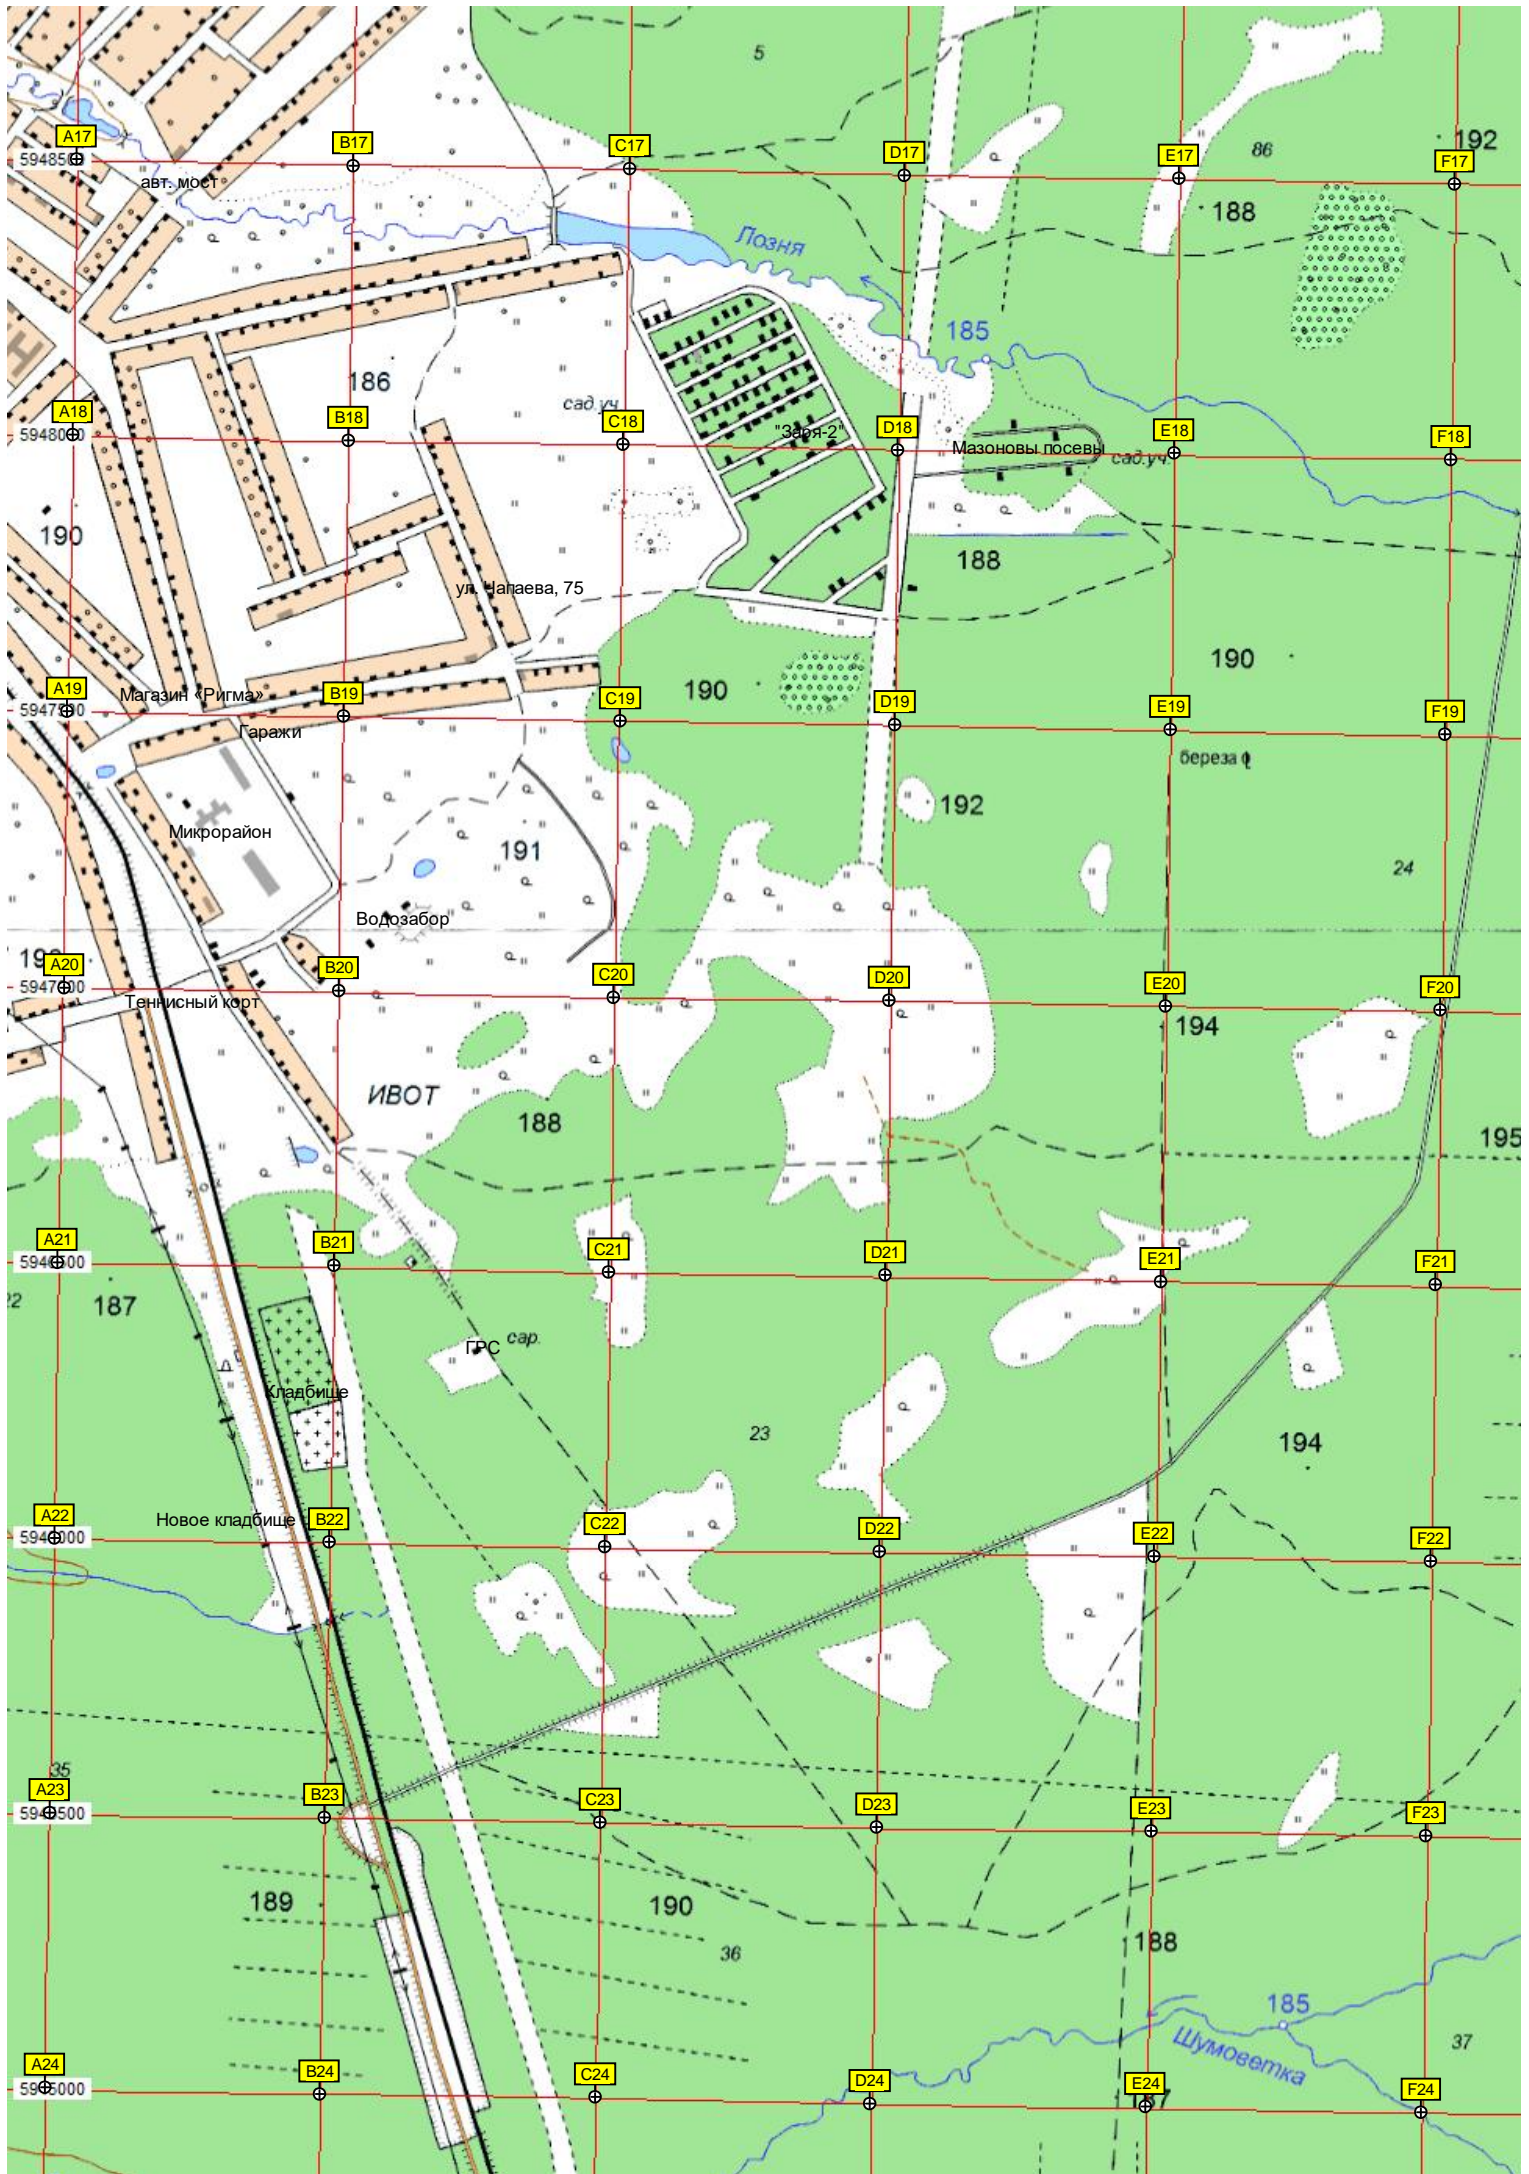 5
192
A17
B17
C17
D17
E17
86
F17
авт. мост
188
Лозня
185
186
сад.уч.
A18
B18
C18
"Заря-2"
D18
Мазоновы посевы
E18
сад.уч.
F18
190
188
ул. Чапаева, 75
190
A19
Магазин «Ригма»
B19
190
C19
D19
E19
F19
5947500
Гаражи
береза
192
Микрорайон
191
24
Водозабор
A20
B20
C20
D20
E20
F20
Теннисный корт
194
ИВОТ
188
195
A21
B21
C21
D21
E21
F21
187
ГРС
сар.
Кладбище
23
194
Новое кладбище
A22
B22
C22
D22
E22
F22
35
A23
B23
C23
D23
E23
F23
189
190
36
188
185
Шумоветка
37
A24
B24
C24
D24
E24
F24
187